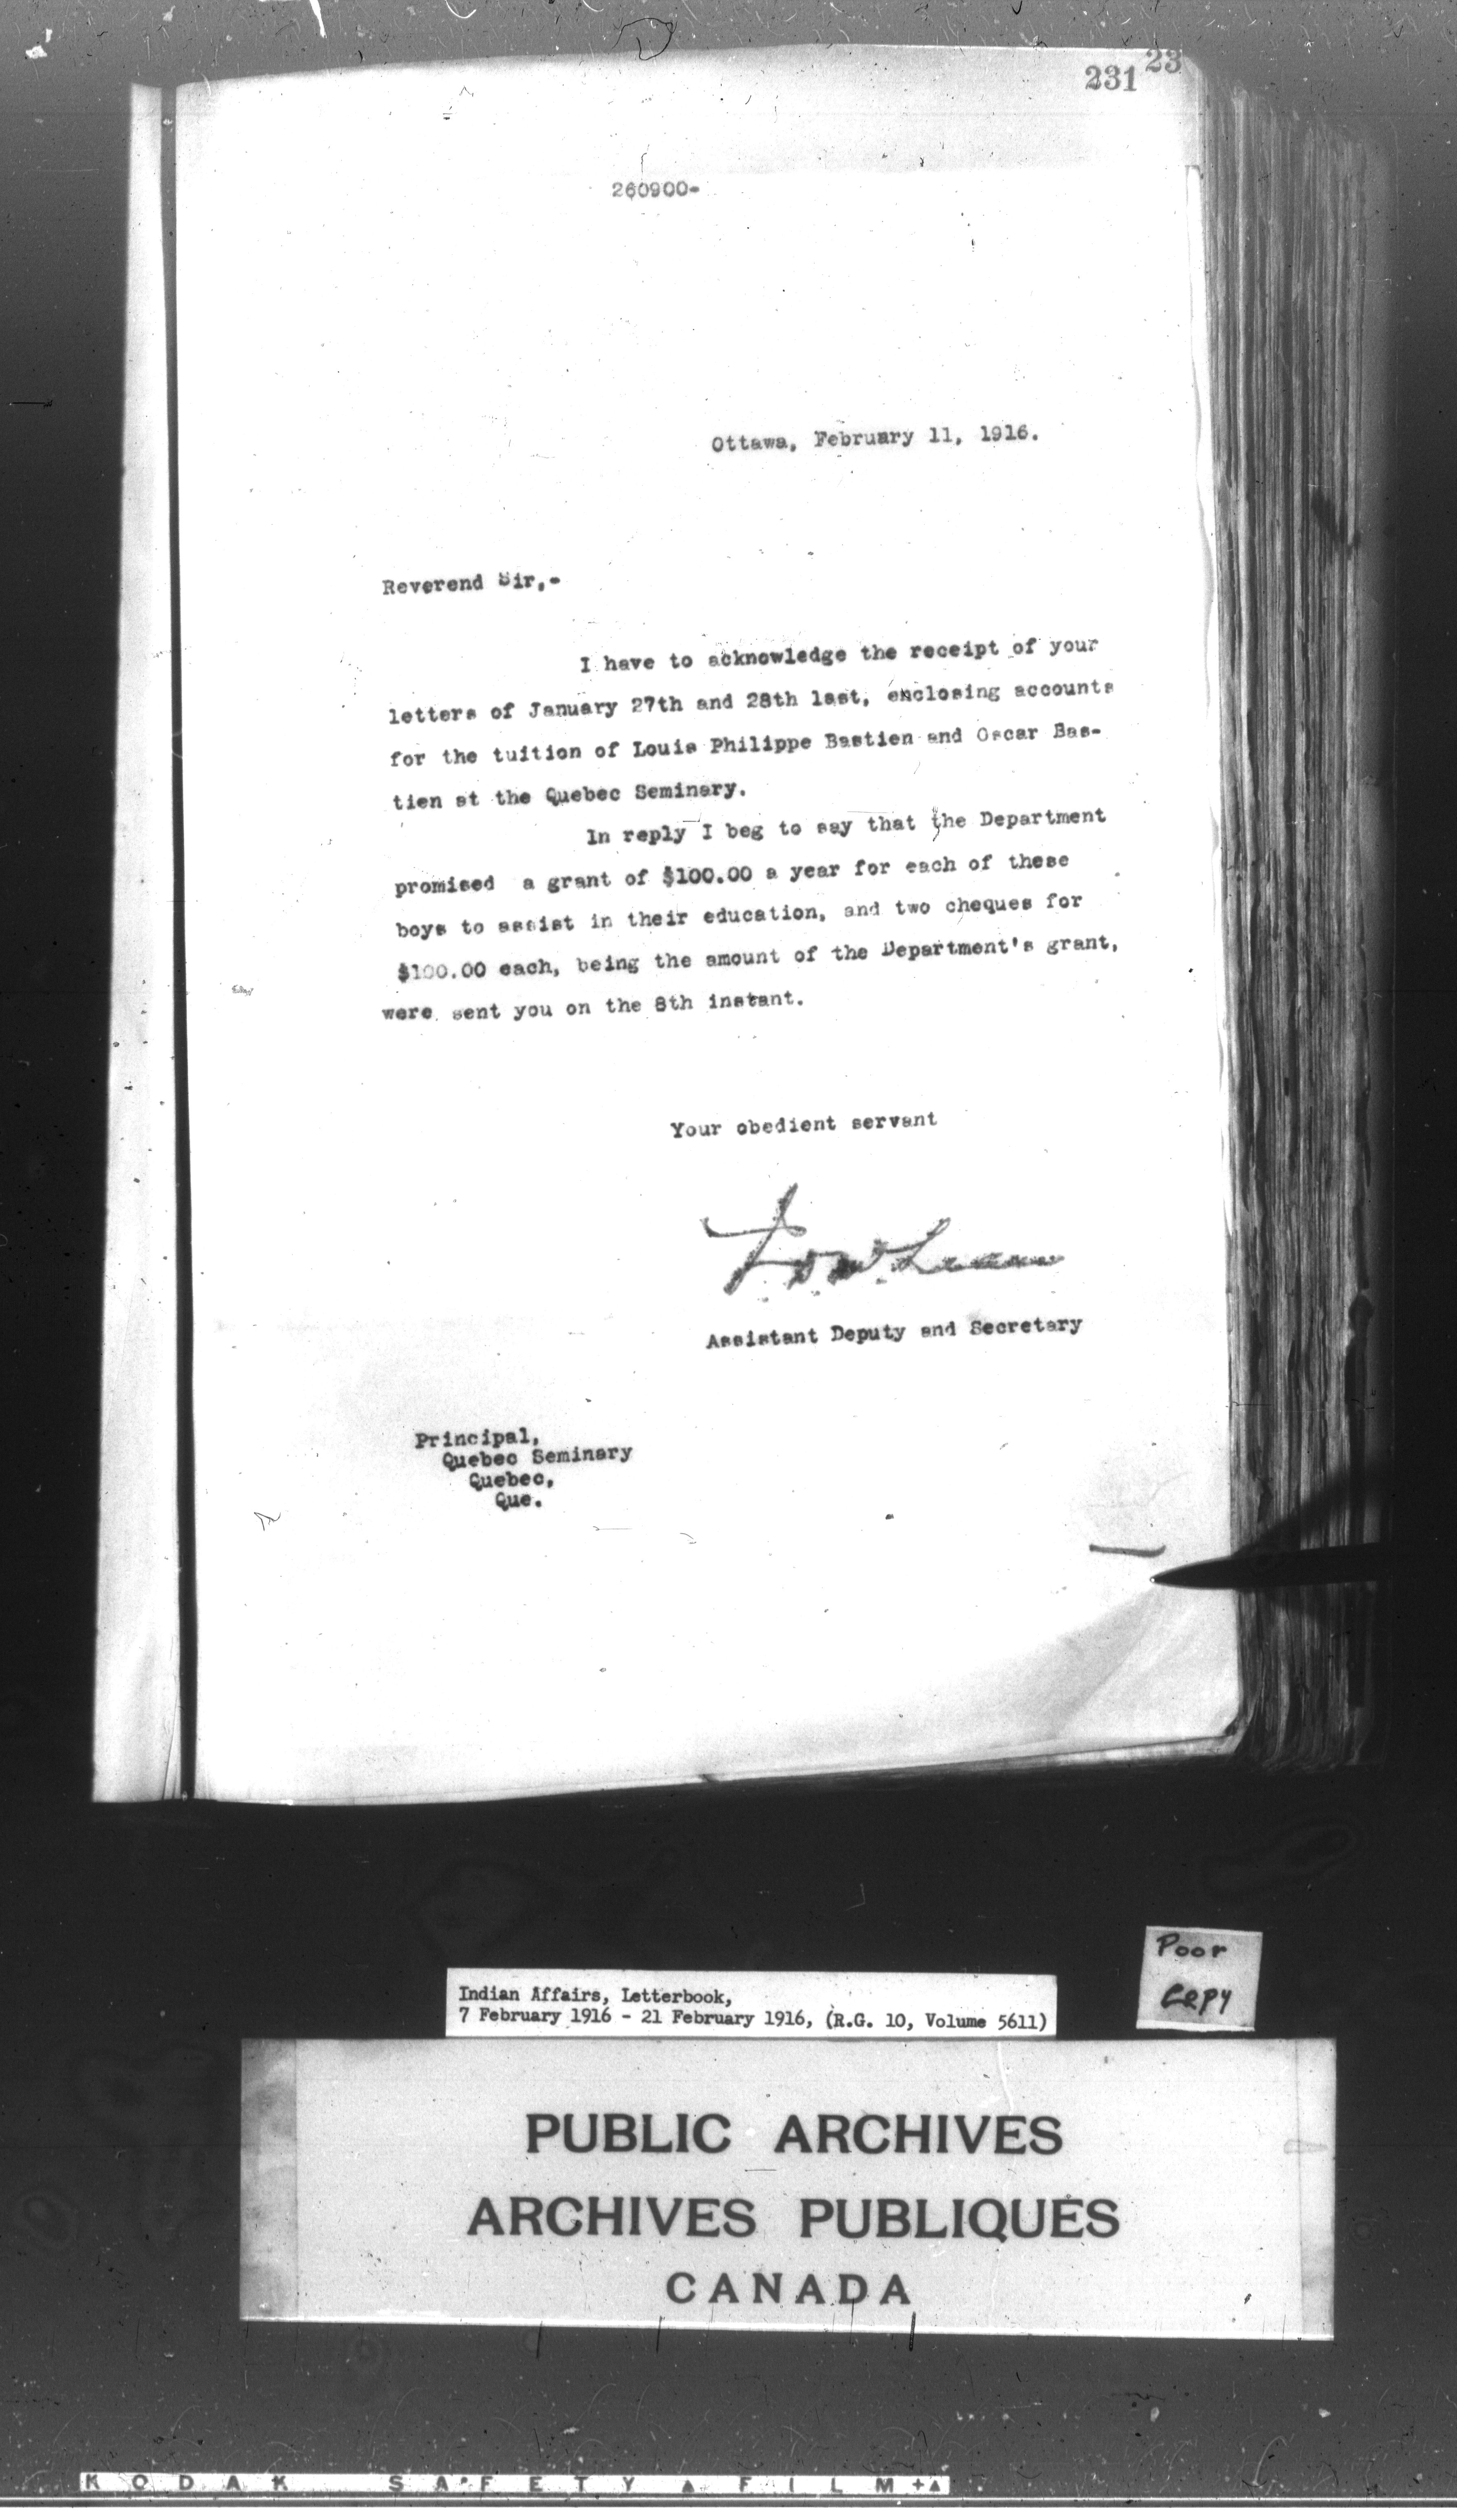 23
231
260900-
Ottawa, February 11, 1916.
Reverend Sir,-
I have to acknowledge the receipt of your
letters of January 27th and 28th last, enclosing accounts
for the tuition of Louis Philippe Bastien and Oscar Bas-
tien at the Quebec Seminary.
In reply I beg to say that the Department
promised a grant of $100.00 a year for each of these
boys to assist in their education, and two cheques for
$100.00 each, being the amount of the Department's grant,
were sent you on the 8th instant.
Your obedient servant
Assistant Deputy and Secretary
Principal,
Quebec Seminary
Quebec,
Que.
Poor
Copy
Indian Affairs, Letterbook,
7 February 1916 - 21 February 1916, (R.G. 10, Volume 5611)
PUBLIC ARCHIVES
ARCHIVES PUBLIQUES
CANADA
KODAK SAFETY FILM